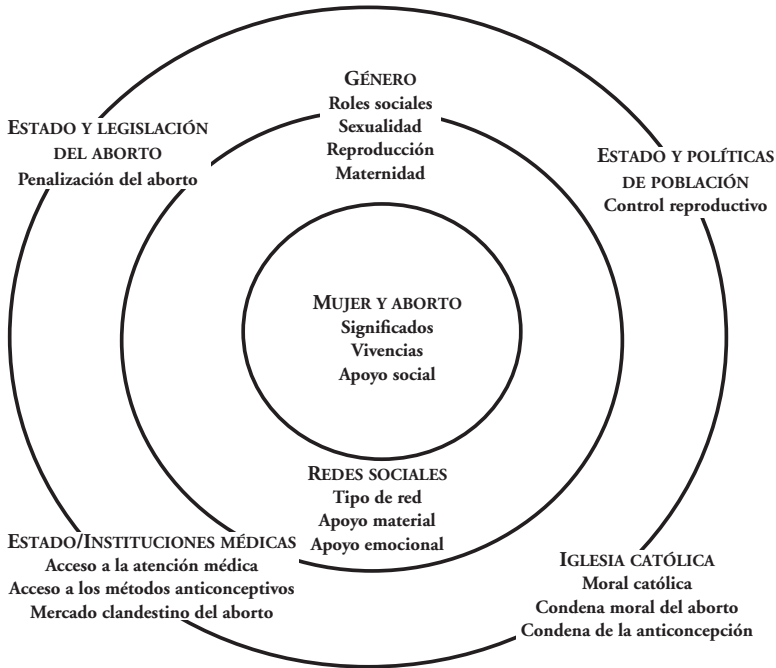 GÉNERO
Roles sociales
Sexualidad
Reproducción
Maternidad
ESTADO Y LEGISLACIÓN
DEL ABORTO
Penalización del aborto
ESTADO Y POLÍTICAS
DE POBLACIÓN
Control reproductivo
MUJER Y ABORTO
Significados
Vivencias
Apoyo social
REDES SOCIALES
Tipo de red
Apoyo material
Apoyo emocional
ESTADO/INSTITUCIONES MÉDICAS
Acceso a la atención médica
Acceso a los métodos anticonceptivos
Mercado clandestino del aborto
IGLESIA CATÓLICA
Moral católica
Condena moral del aborto
Condena de la anticoncepción